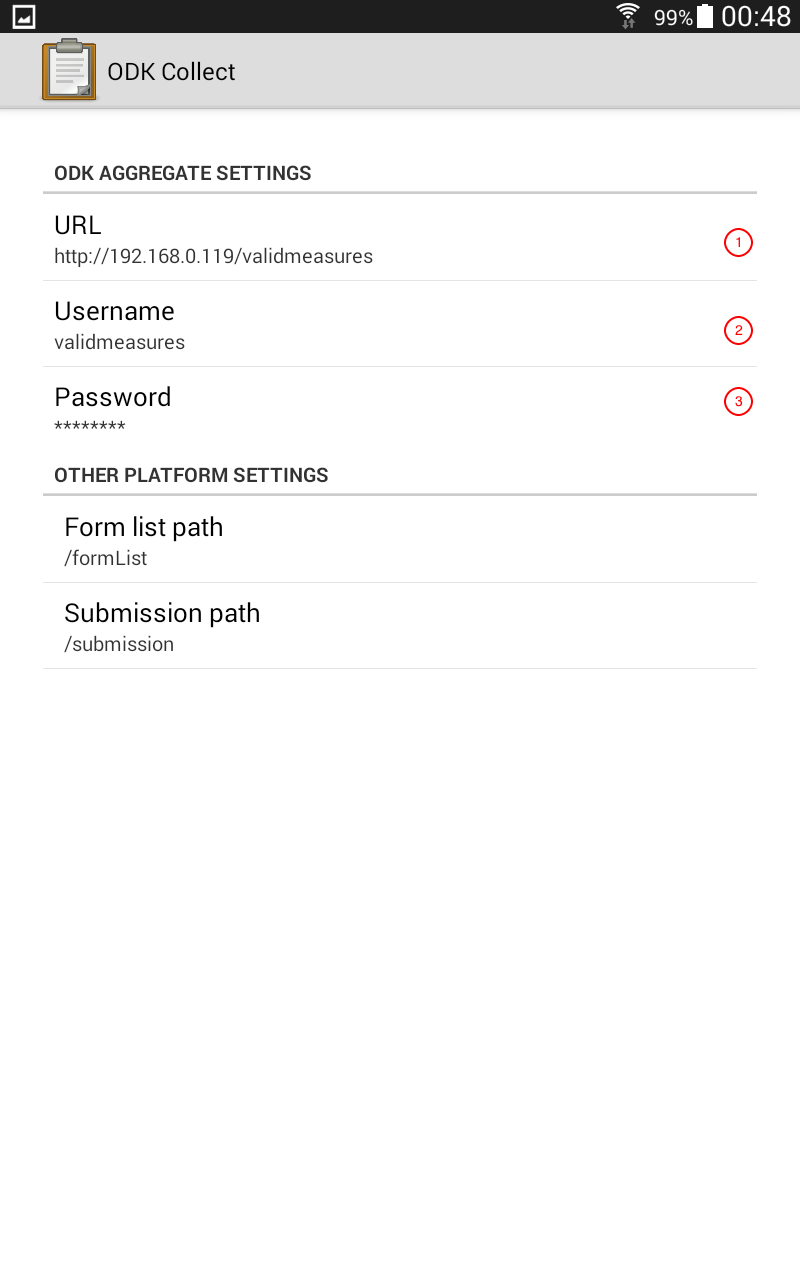 99% 00:48
ODK Collect
ODK AGGREGATE SETTINGS
URL
http://192.168.0.119/validmeasures
1
Username
validmeasures
2
Password
********
3
OTHER PLATFORM SETTINGS
Form list path
/formList
Submission path
/submission